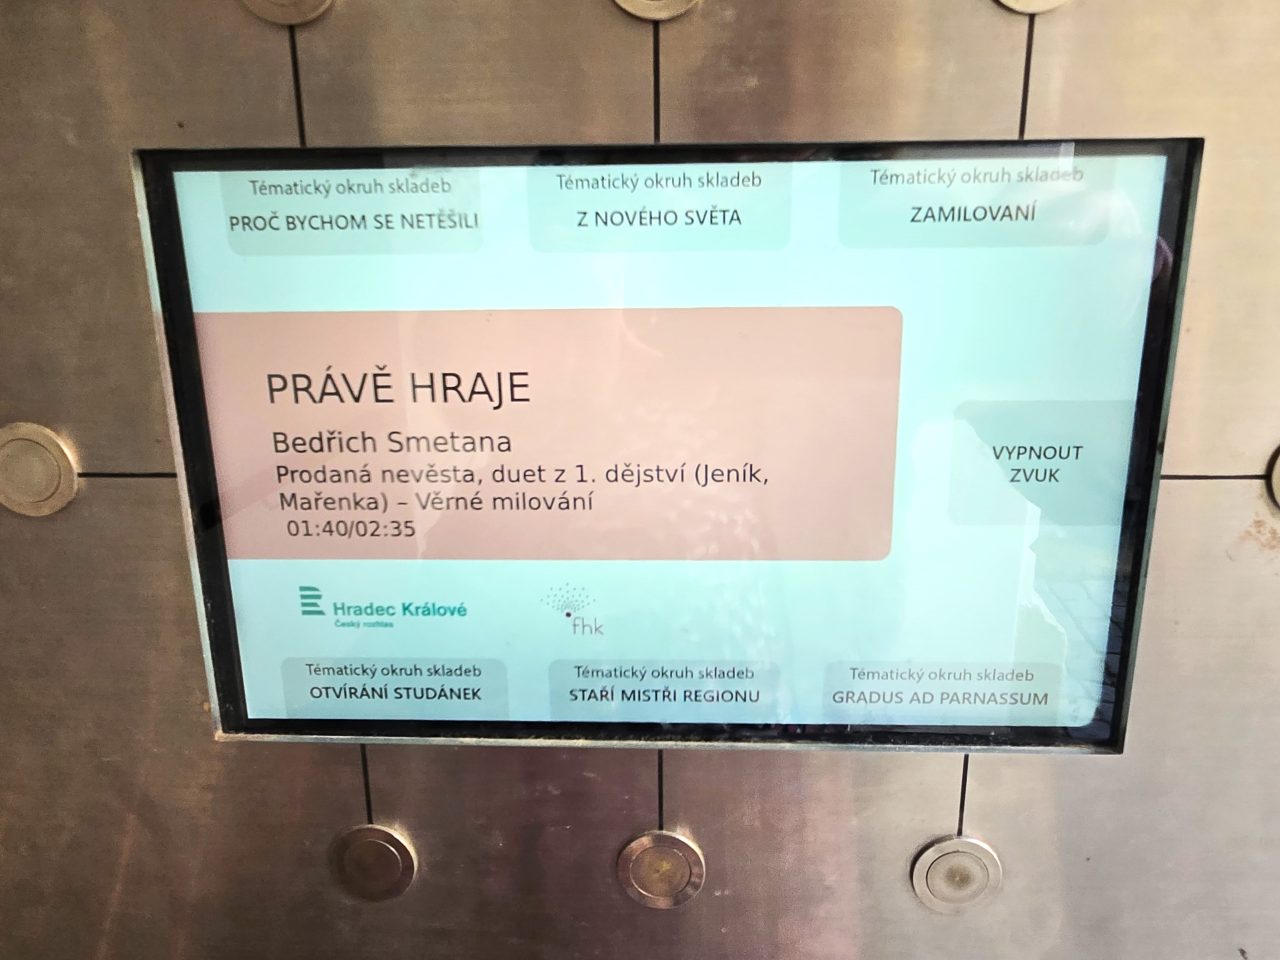 Tématický okruh skladeb
PROČ BYCHOM SE NETĚŠILI
Tématický okruh skladeb
Z NOVÉHO SVĚTA
Tématický okruh skladeb
ZAMILOVANÍ
PRÁVĚ HRAJE
Bedřich Smetana
Prodaná nevěsta, duet z 1. dějství (Jeník,
Mařenka) – Věrné milování
01:40/02:35
VYPNOUT
ZVUK
Hradec Králové
Český rozhlas
fhk
Tématický okruh skladeb
OTVÍRÁNÍ STUDÁNEK
Tématický okruh skladeb
STAŘÍ MISTŘI REGIONU
Tématický okruh skladeb
GRADUS AD PARNASSUM